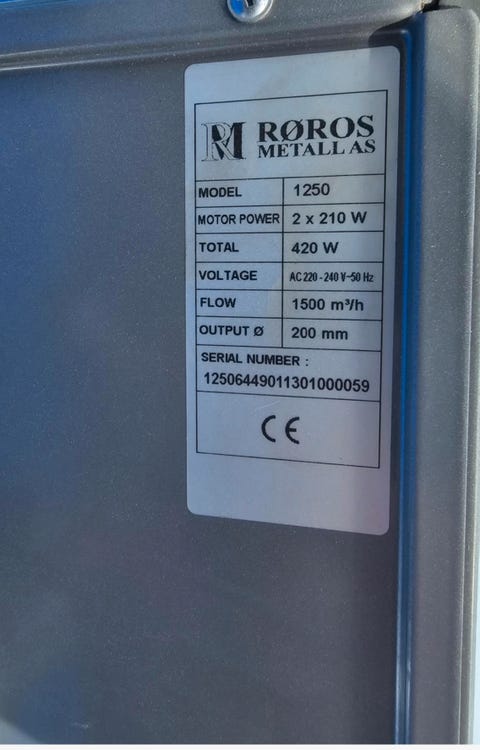 RM RØROS
METALL AS
MODEL 1250
MOTOR POWER 2 x 210 W
TOTAL 420 W
VOLTAGE AC 220 - 240 V~50 Hz
FLOW 1500 m³/h
OUTPUT Ø 200 mm
SERIAL NUMBER :
12506449011301000059
CE